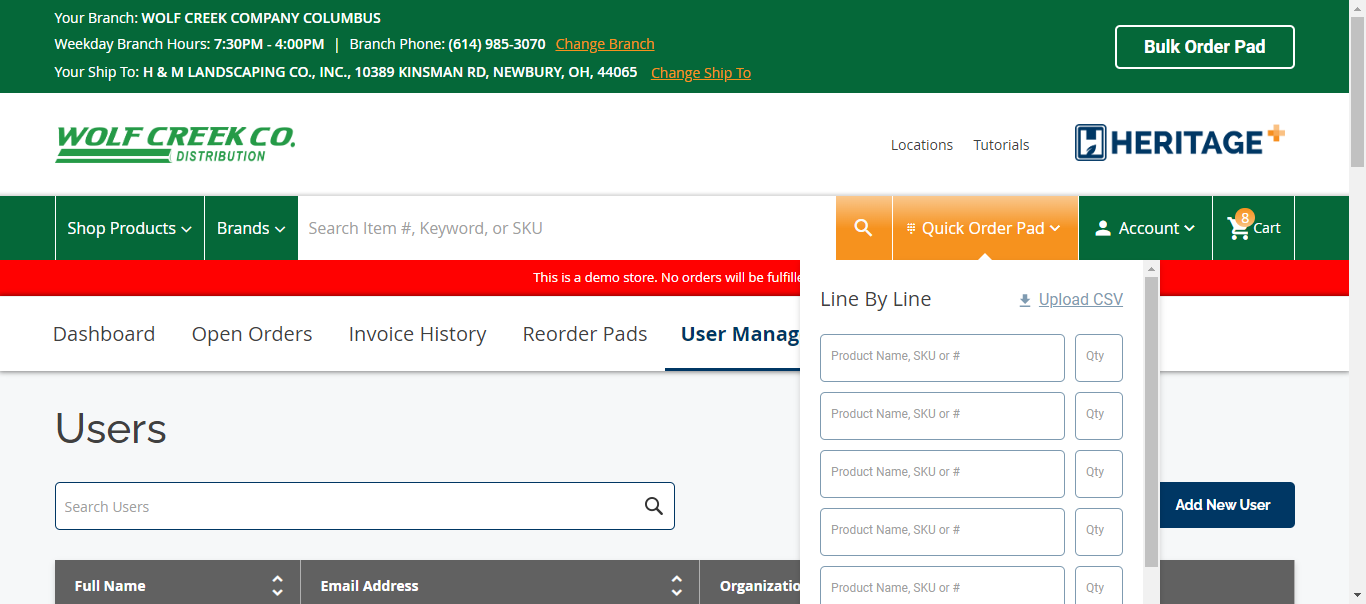 Your Branch: WOLF CREEK COMPANY COLUMBUS
Weekday Branch Hours: 7:30PM - 4:00PM | Branch Phone: (614) 985-3070 Change Branch
Your Ship To: H & M LANDSCAPING CO., INC., 10389 KINSMAN RD, NEWBURY, OH, 44065 Change Ship To
Bulk Order Pad
WOLF CREEK CO.
DISTRIBUTION
Locations Tutorials
HERITAGE+
Shop Products Brands Search Item #, Keyword, or SKU Quick Order Pad Account 8 Cart
This is a demo store. No orders will be
Dashboard Open Orders Invoice History Reorder Pads User
Line By Line Upload CSV
Product Name, SKU or # Qty
Product Name, SKU or # Qty
Product Name, SKU or # Qty
Product Name, SKU or # Qty
Product Name, SKU or # Qty
Users
Search Users
Add New User
Full Name Email Address